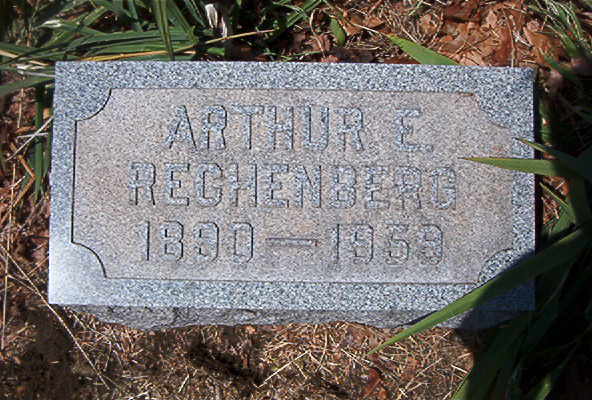 ARTHUR E.
RECHENBERG
1890 — 1959